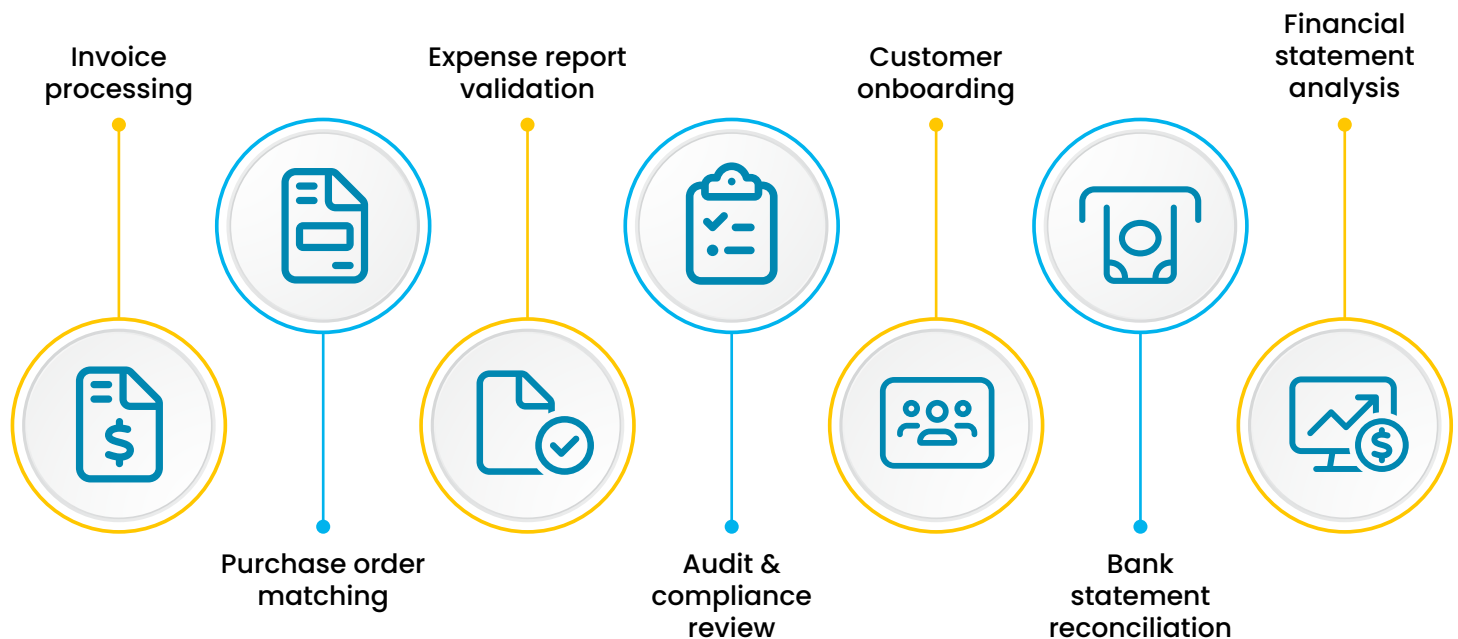 Invoice
processing
Purchase order
matching
Expense report
validation
Audit &
compliance
review
Customer
onboarding
Bank
statement
reconciliation
Financial
statement
analysis
$
$